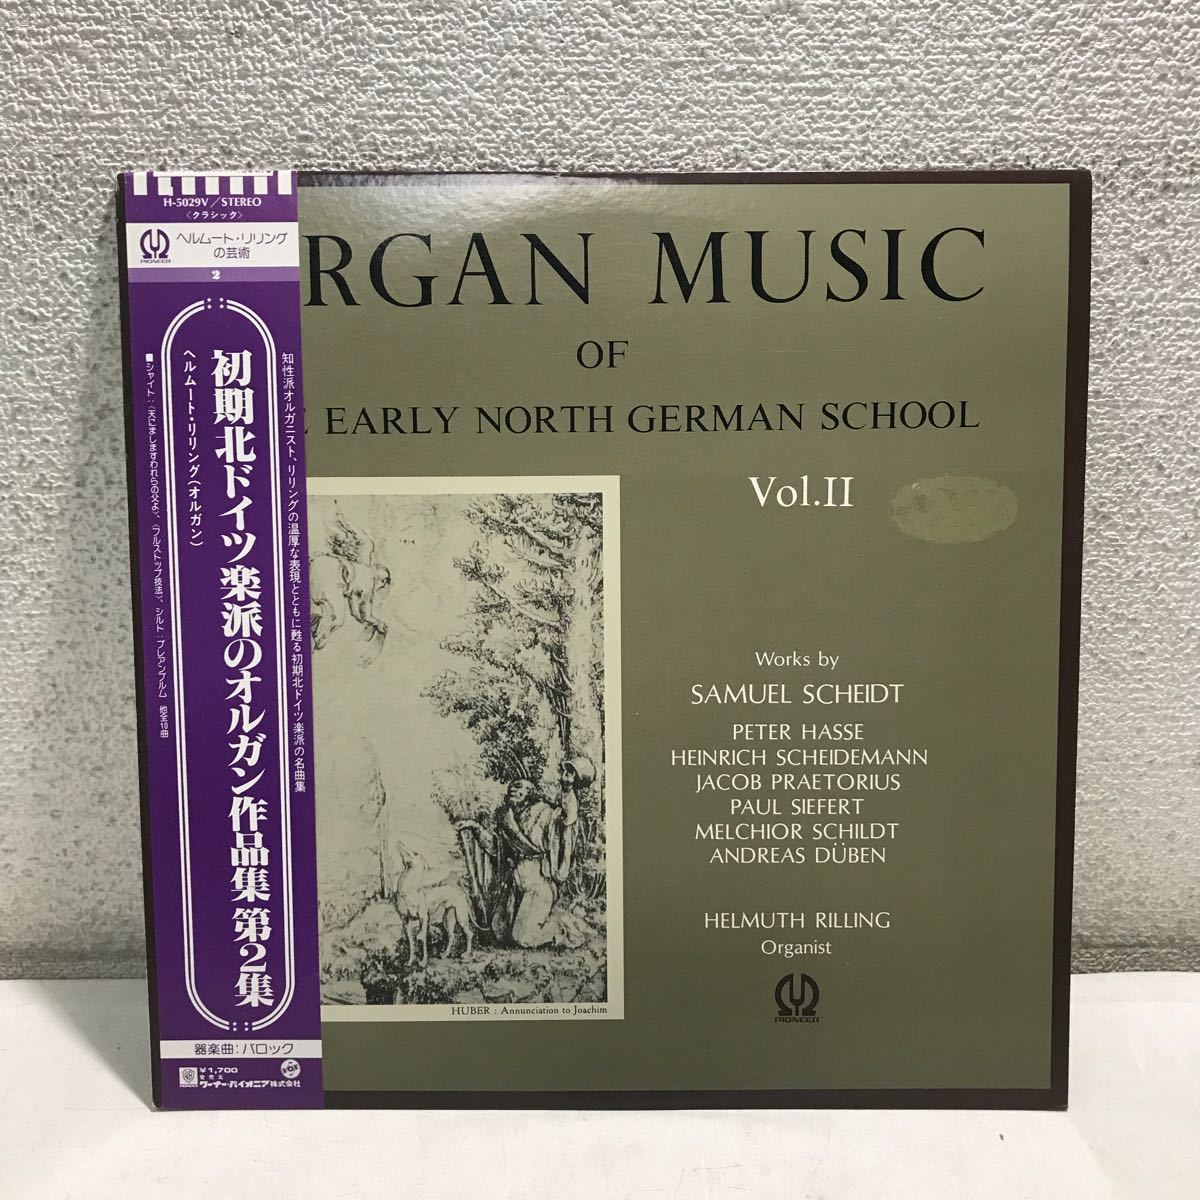 H-5029V/STEREO
〈クラシック〉
PIONEER
ヘルムート・リリング
の芸術
2
知性派オルガニスト、リリングの温厚な表現とともに甦る初期北ドイツ楽派の名曲集
初期北ドイツ楽派のオルガン作品集 第2集
ヘルムート・リリング(オルガン)
■シャイト:〈天にましますわれらの父よ〉、〈フルストップ技法〉、シルト:プレアンブルム 他全10曲
器楽曲:バロック
¥1,700
発売元
ワーナー・パイオニア株式会社
VOX
RGAN MUSIC
OF
E EARLY NORTH GERMAN SCHOOL
Vol.II
Works by
SAMUEL SCHEIDT
PETER HASSE
HEINRICH SCHEIDEMANN
JACOB PRAETORIUS
PAUL SIEFERT
MELCHIOR SCHILDT
ANDREAS DÜBEN
HELMUTH RILLING
Organist
PIONEER
HUBER : Annunciation to Joachim